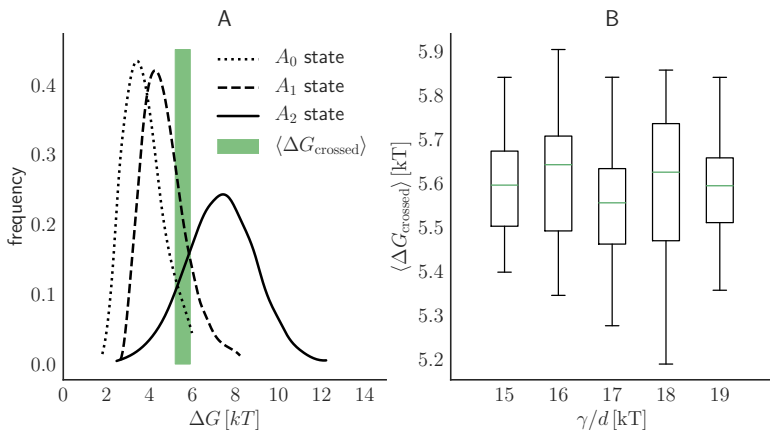 A
frequency
0.4
0.3
0.2
0.1
0.0
A₀ state
A₁ state
A₂ state
⟨ΔG_crossed⟩
0 2 4 6 8 10 12 14
ΔG [kT]
B
⟨ΔG_crossed⟩ [kT]
5.9
5.8
5.7
5.6
5.5
5.4
5.3
5.2
15 16 17 18 19
γ/d [kT]